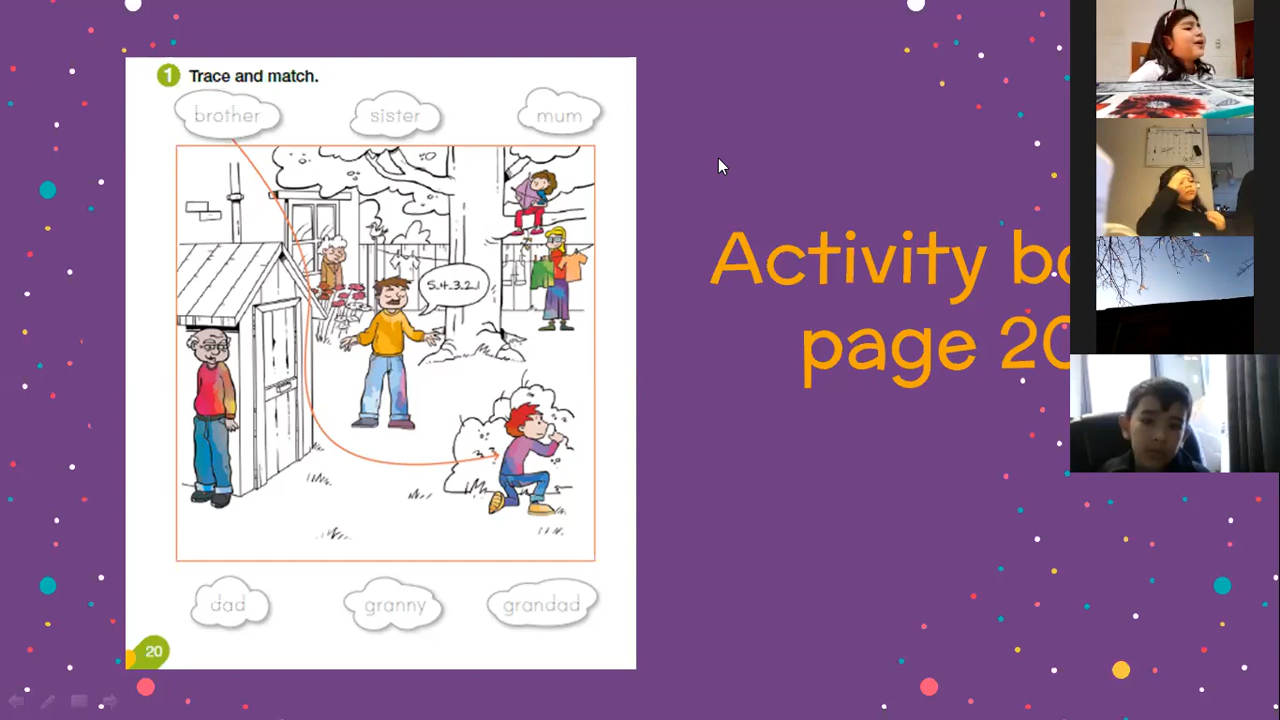 1 Trace and match.
brother sister mum
5..4..3..2..1
Activity bo
page 20
dad granny grandad
20